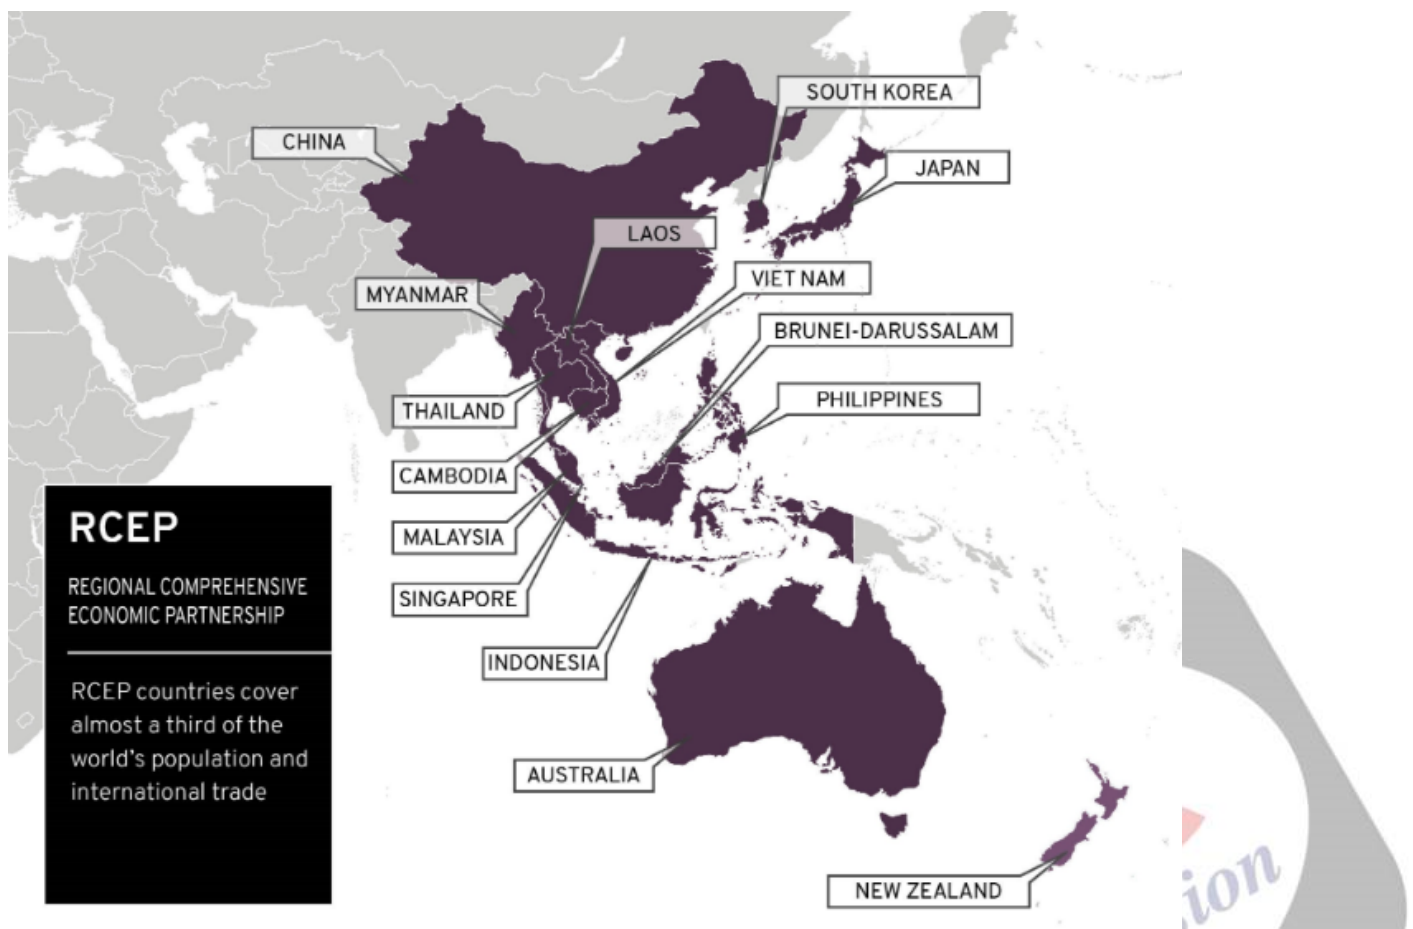 SOUTH KOREA
CHINA
JAPAN
LAOS
VIET NAM
MYANMAR
BRUNEI-DARUSSALAM
PHILIPPINES
THAILAND
CAMBODIA
MALAYSIA
SINGAPORE
INDONESIA
AUSTRALIA
NEW ZEALAND
RCEP
REGIONAL COMPREHENSIVE
ECONOMIC PARTNERSHIP
RCEP countries cover
almost a third of the
world's population and
international trade
ion